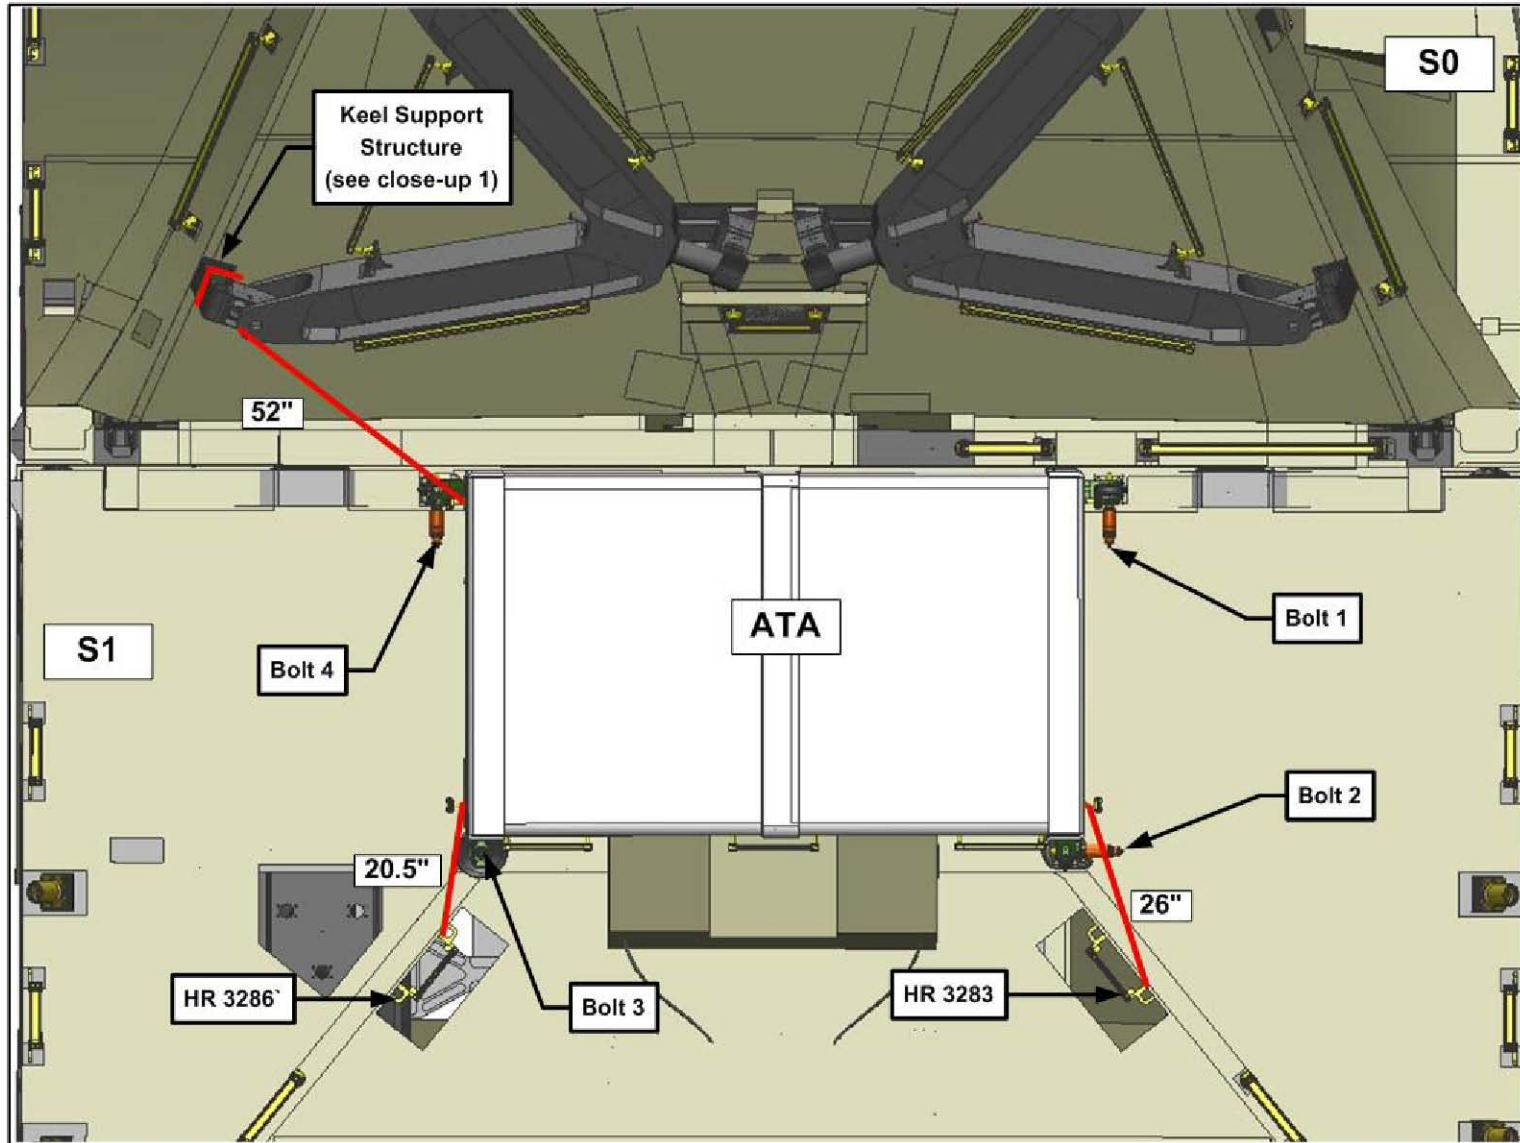 S0
Keel Support
Structure
(see close-up 1)
52"
ATA
S1
Bolt 4
Bolt 1
Bolt 2
20.5"
26"
HR 3286`
Bolt 3
HR 3283